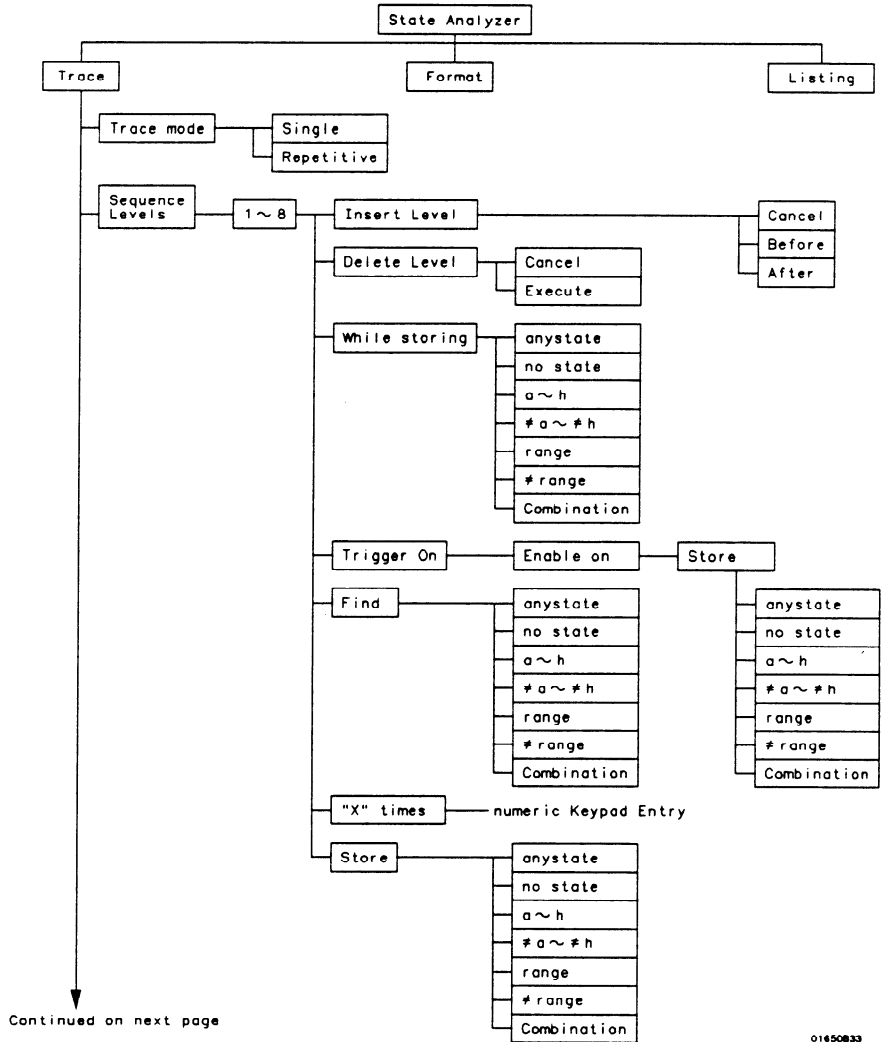 State Analyzer
Trace
Format
Listing
Trace mode
Single
Repetitive
Sequence
Levels
1~8
Insert Level
Cancel
Before
After
Delete Level
Cancel
Execute
While storing
anystate
no state
a~h
≠a~≠h
range
≠range
Combination
Trigger On
Enable on
Store
anystate
no state
a~h
≠a~≠h
range
≠range
Combination
Find
anystate
no state
a~h
≠a~≠h
range
≠range
Combination
"X" times
numeric Keypad Entry
Store
anystate
no state
a~h
≠a~≠h
range
≠range
Combination
Continued on next page
01650B33